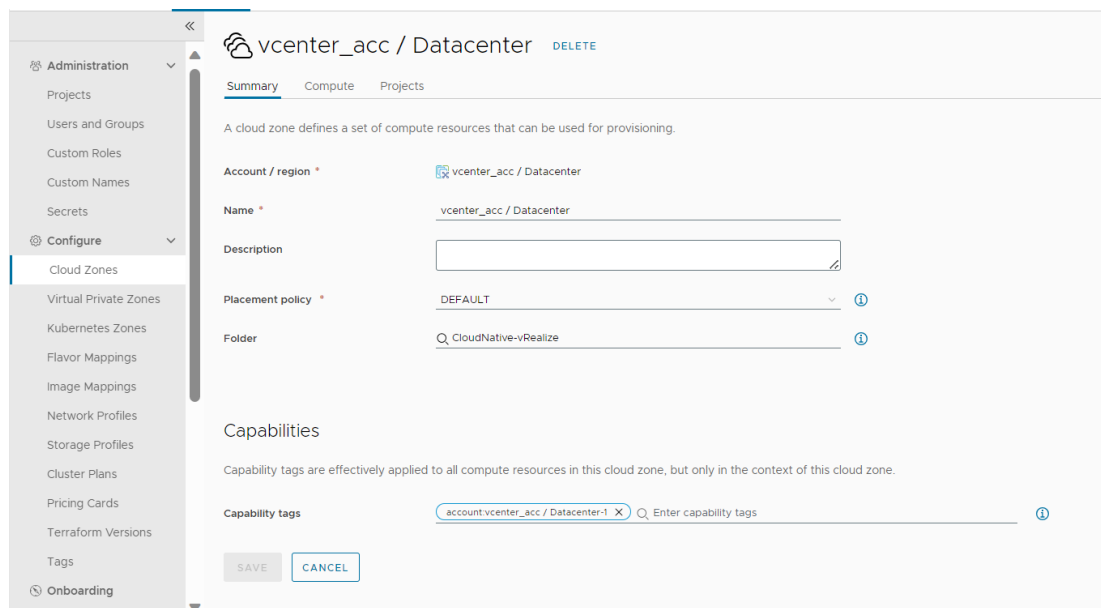 Administration
Projects
Users and Groups
Custom Roles
Custom Names
Secrets
Configure
Cloud Zones
Virtual Private Zones
Kubernetes Zones
Flavor Mappings
Image Mappings
Network Profiles
Storage Profiles
Cluster Plans
Pricing Cards
Terraform Versions
Tags
Onboarding
vcenter_acc / Datacenter DELETE
Summary Compute Projects
A cloud zone defines a set of compute resources that can be used for provisioning.
Account / region * vcenter_acc / Datacenter
Name * vcenter_acc / Datacenter
Description
Placement policy * DEFAULT
Folder CloudNative-vRealize
Capabilities
Capability tags are effectively applied to all compute resources in this cloud zone, but only in the context of this cloud zone.
Capability tags account:vcenter_acc / Datacenter-1 Enter capability tags
SAVE CANCEL